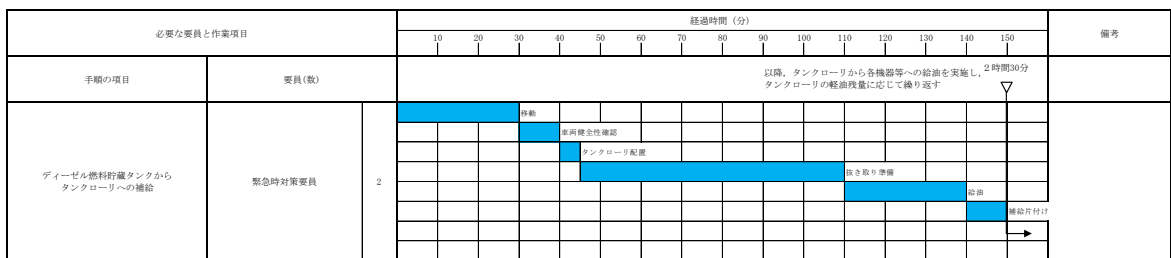 必要な要員と作業項目
経過時間（分）
備考
10 20 30 40 50 60 70 80 90 100 110 120 130 140 150
手順の項目
要員(数)
以降，タンクローリから各機器等への給油を実施し，
タンクローリの軽油残量に応じて繰り返す
２時間30分
ディーゼル燃料貯蔵タンクから
タンクローリへの補給
緊急時対策要員
2
移動
車両健全性確認
タンクローリ配置
抜き取り準備
給油
補給片付け